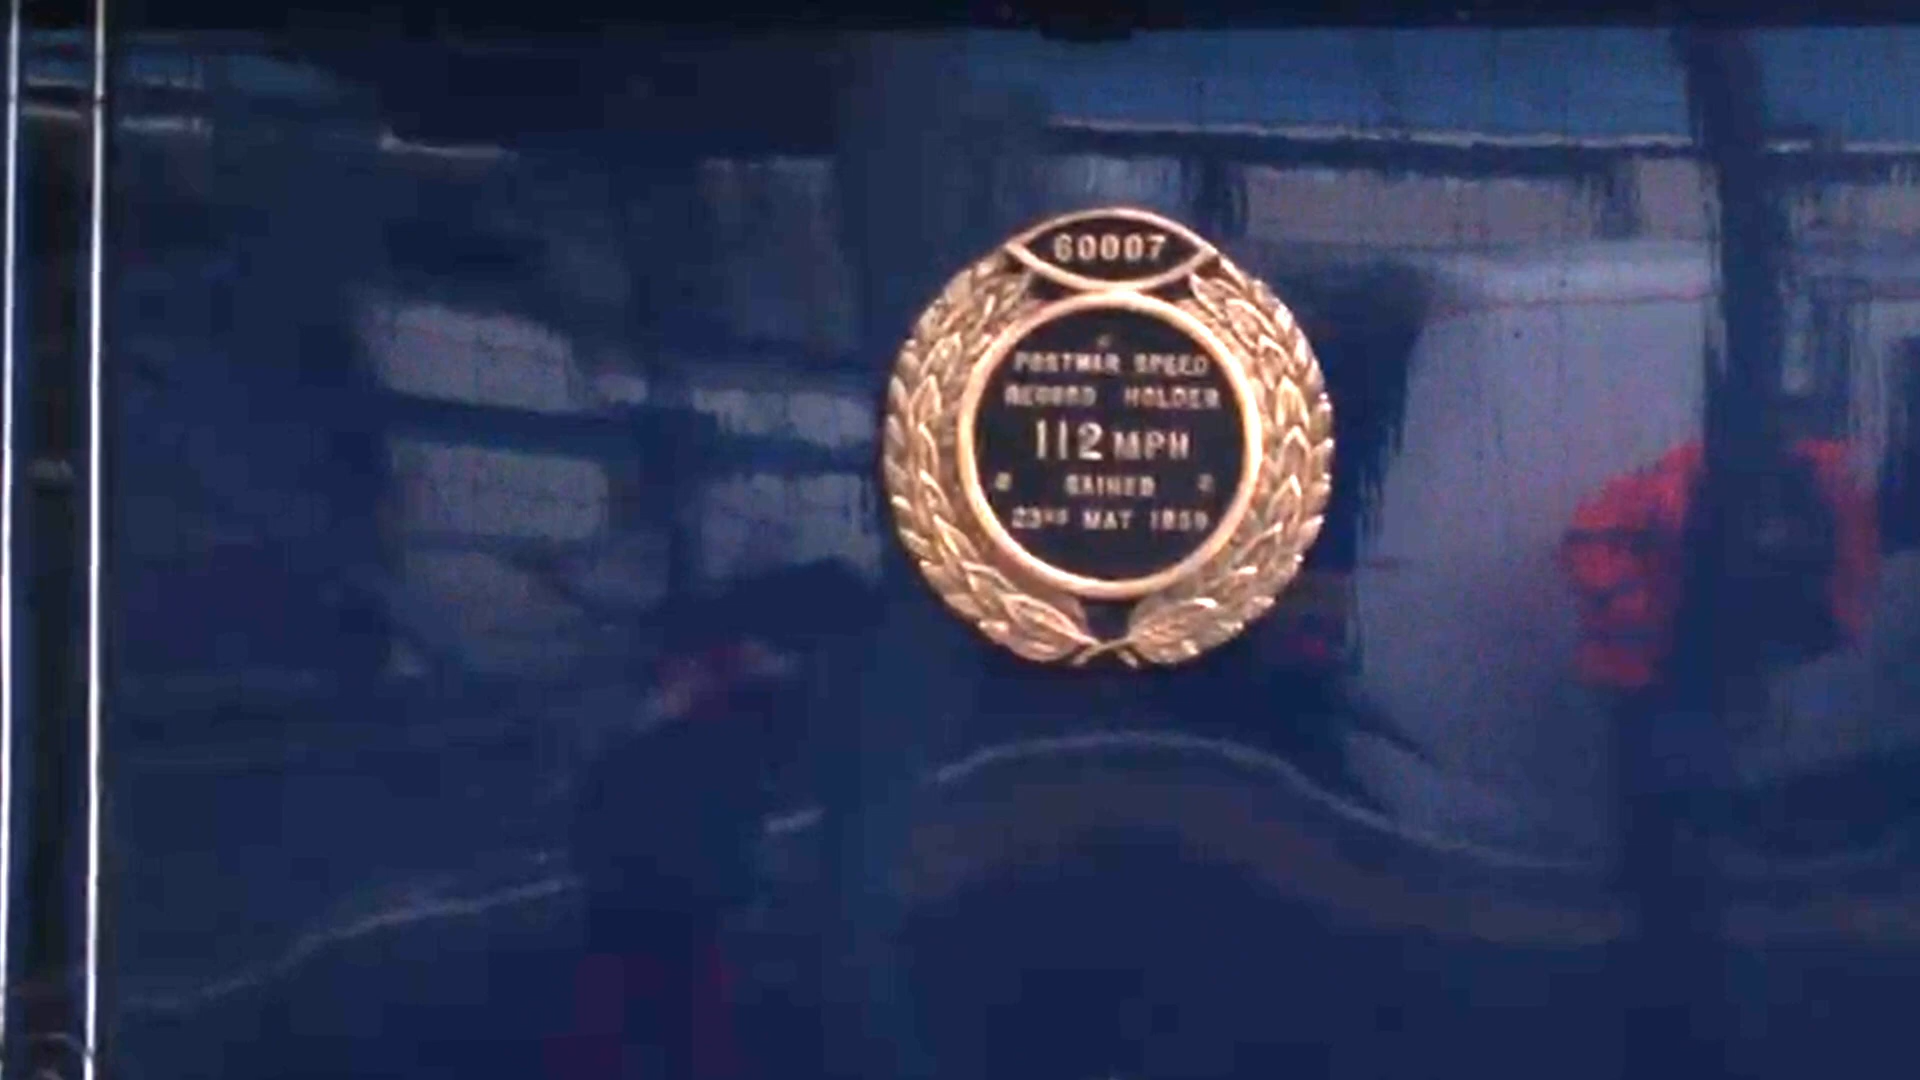 60007
POSTWAR SPEED
RECORD HOLDER
112 MPH
GAINED
23RD MAY 1959